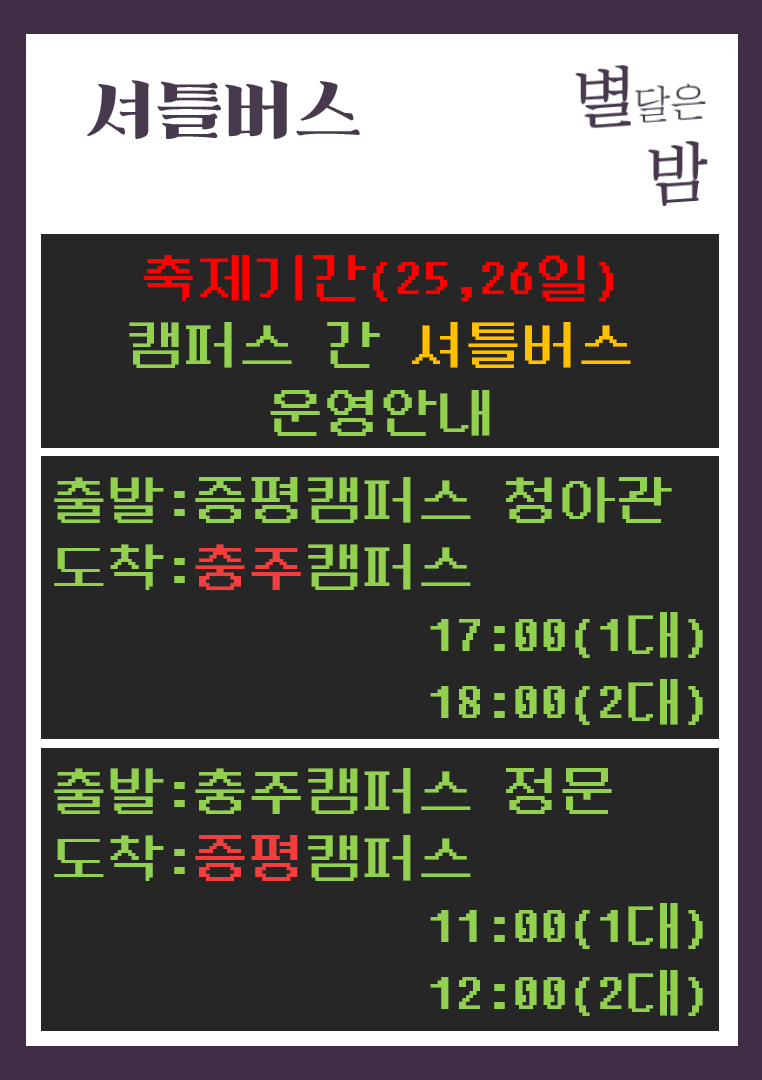 셔틀버스
별달은
밤
축제기간(25,26일)
캠퍼스 간 셔틀버스
운영안내
출발:증평캠퍼스 청아관
도착:충주캠퍼스
17:00(1대)
18:00(2대)
출발:충주캠퍼스 정문
도착:증평캠퍼스
11:00(1대)
12:00(2대)